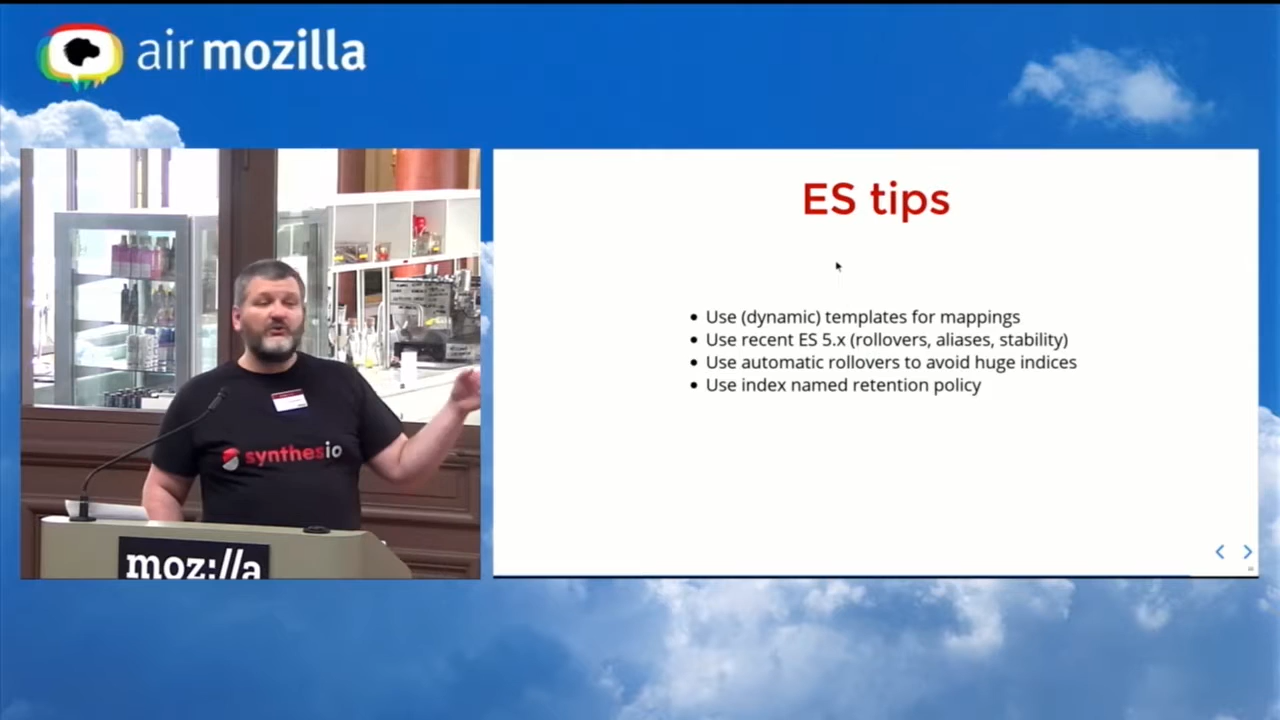 air mozilla
ES tips
Use (dynamic) templates for mappings
Use recent ES 5.x (rollovers, aliases, stability)
Use automatic rollovers to avoid huge indices
Use index named retention policy
synthesio
moz://a